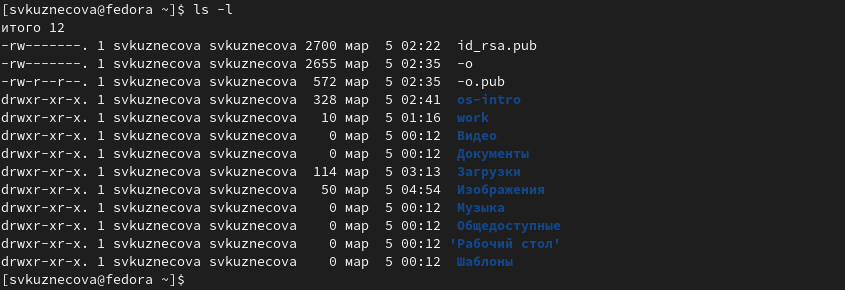 [svkuznecova@fedora ~]$ ls -l
итого 12
-rw-------. 1 svkuznecova svkuznecova 2700 мар  5 02:22  id_rsa.pub
-rw-------. 1 svkuznecova svkuznecova 2655 мар  5 02:35  -o
-rw-r--r--. 1 svkuznecova svkuznecova  572 мар  5 02:35  -o.pub
drwxr-xr-x. 1 svkuznecova svkuznecova  328 мар  5 02:41  os-intro
drwxr-xr-x. 1 svkuznecova svkuznecova   10 мар  5 01:16  work
drwxr-xr-x. 1 svkuznecova svkuznecova    0 мар  5 00:12  Видео
drwxr-xr-x. 1 svkuznecova svkuznecova    0 мар  5 00:12  Документы
drwxr-xr-x. 1 svkuznecova svkuznecova  114 мар  5 03:13  Загрузки
drwxr-xr-x. 1 svkuznecova svkuznecova   50 мар  5 04:54  Изображения
drwxr-xr-x. 1 svkuznecova svkuznecova    0 мар  5 00:12  Музыка
drwxr-xr-x. 1 svkuznecova svkuznecova    0 мар  5 00:12  Общедоступные
drwxr-xr-x. 1 svkuznecova svkuznecova    0 мар  5 00:12 'Рабочий стол'
drwxr-xr-x. 1 svkuznecova svkuznecova    0 мар  5 00:12  Шаблоны
[svkuznecova@fedora ~]$